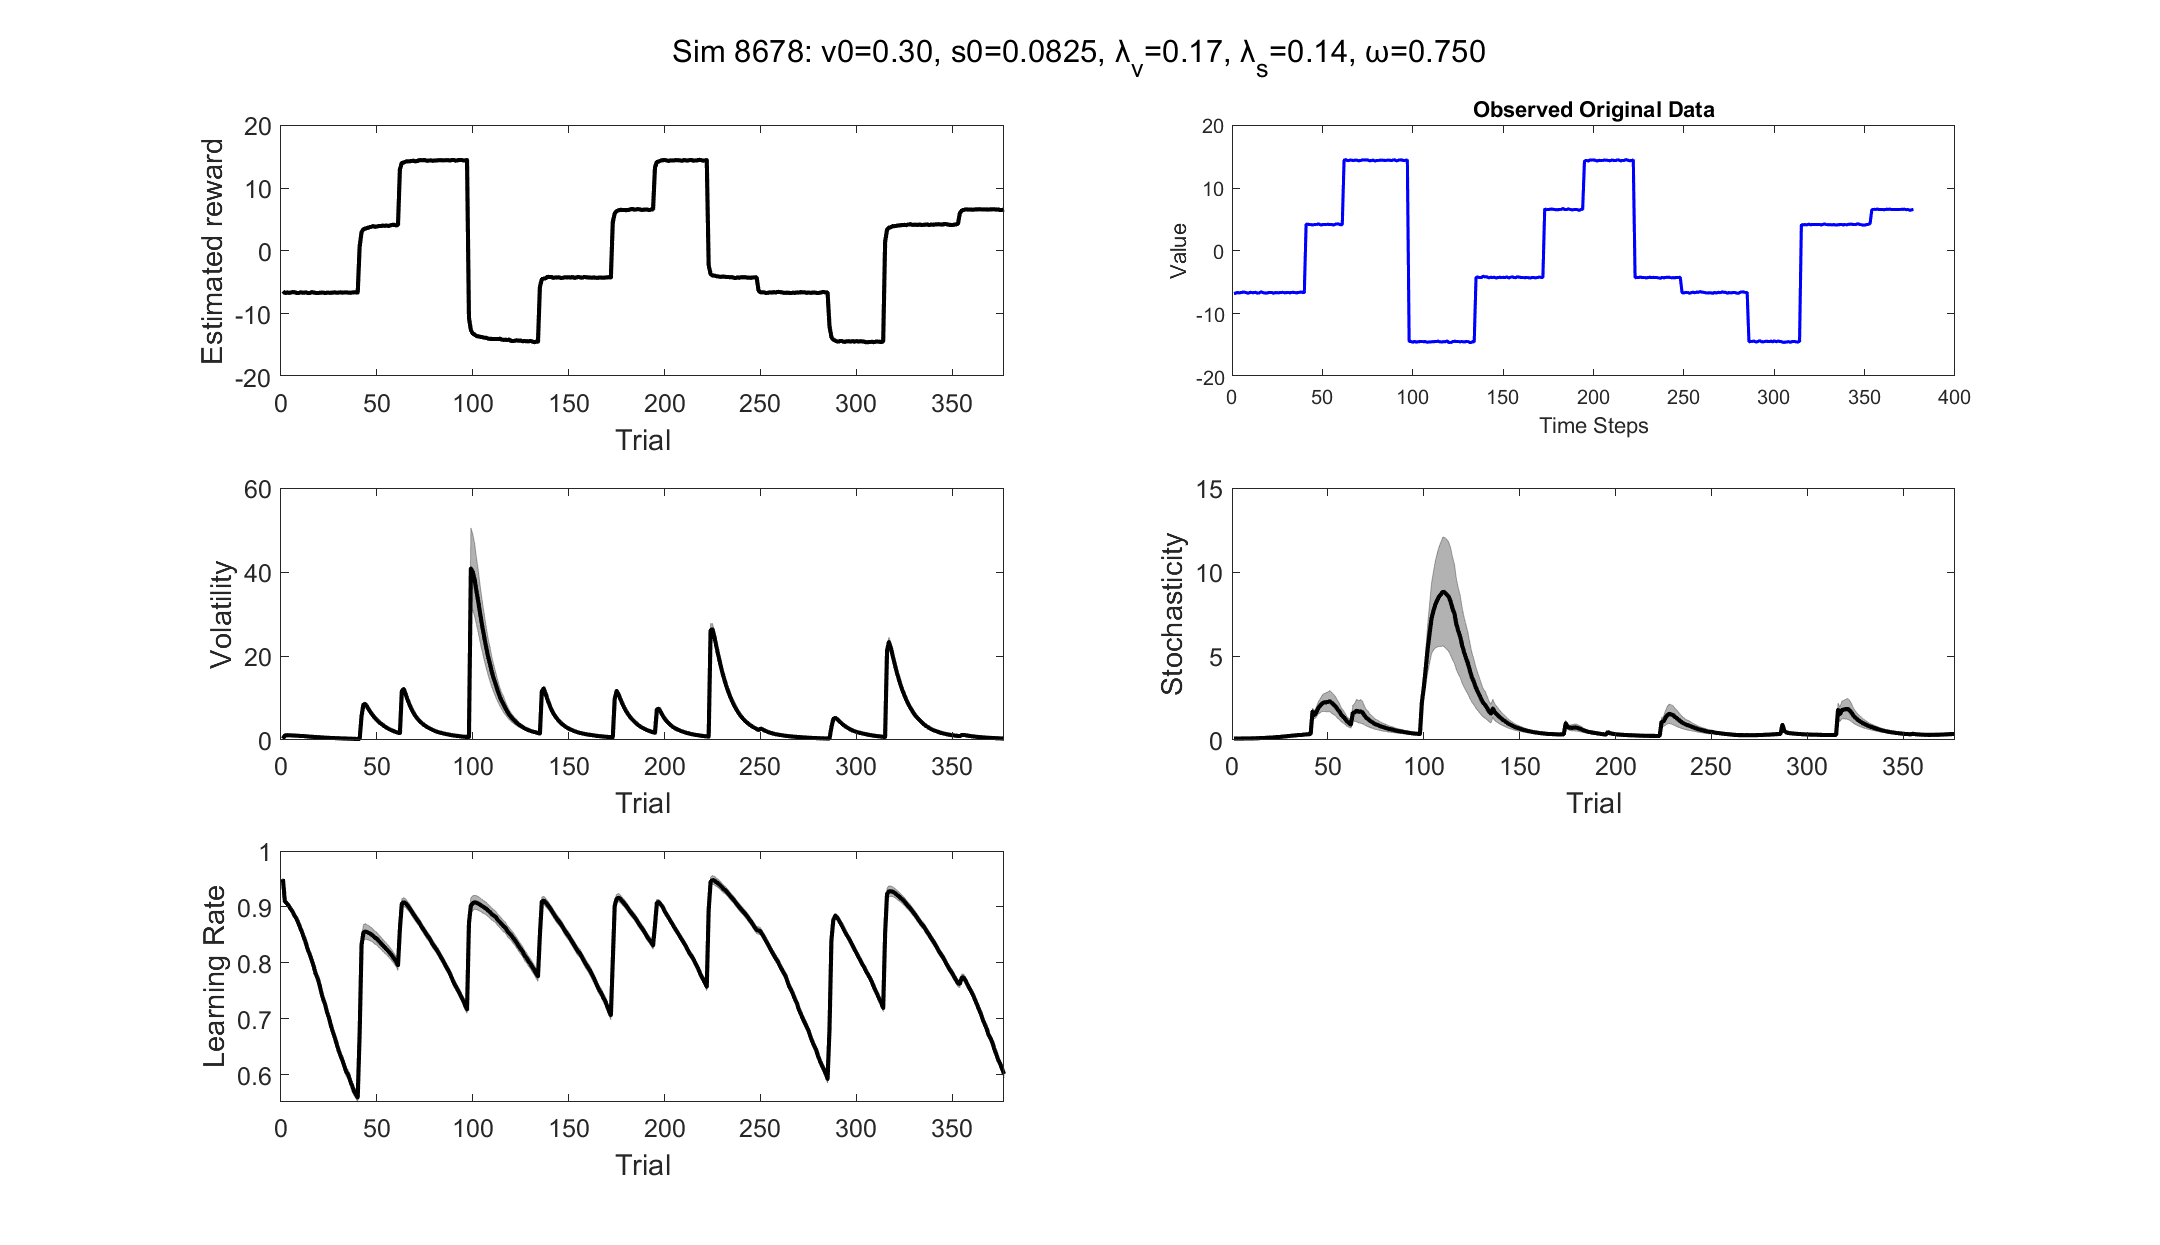 Sim 8678: v0=0.30, s0=0.0825, λ_v=0.17, λ_s=0.14, ω=0.750
Estimated reward
20
10
0
-10
-20
0 50 100 150 200 250 300 350
Trial
Observed Original Data
Value
20
10
0
-10
-20
0 50 100 150 200 250 300 350 400
Time Steps
Volatility
60
40
20
0
0 50 100 150 200 250 300 350
Trial
Stochasticity
15
10
5
0
0 50 100 150 200 250 300 350
Trial
Learning Rate
1
0.9
0.8
0.7
0.6
0 50 100 150 200 250 300 350
Trial